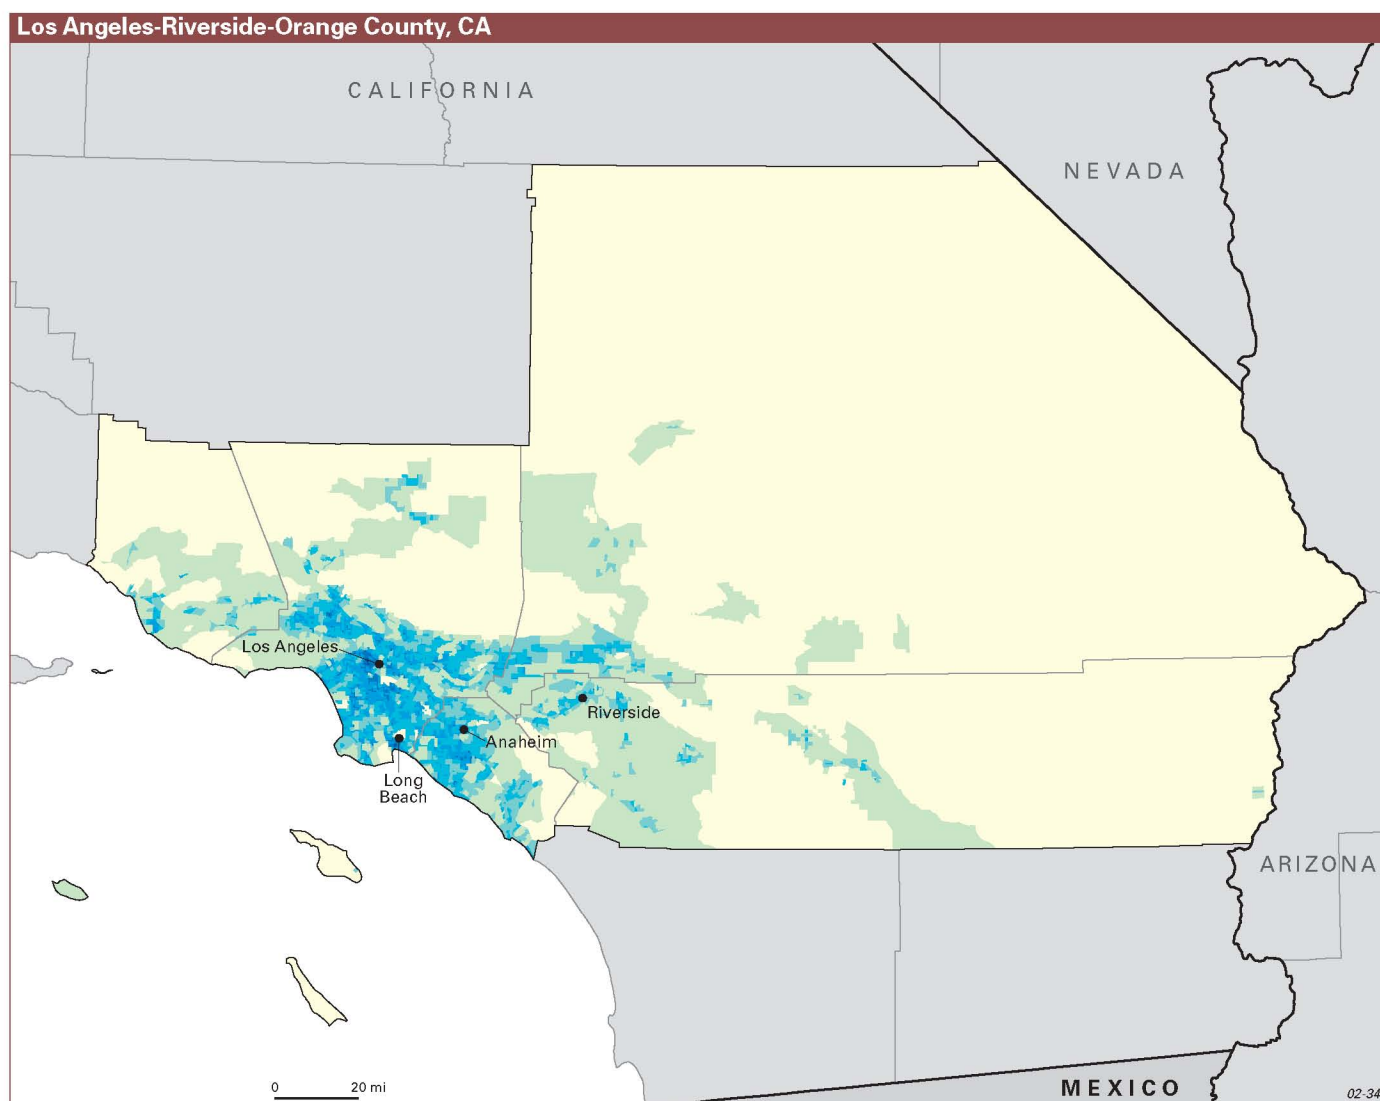 Los Angeles-Riverside-Orange County, CA
CALIFORNIA
NEVADA
Los Angeles
Riverside
Anaheim
Long
Beach
ARIZONA
0 20 mi
MEXICO
02-34